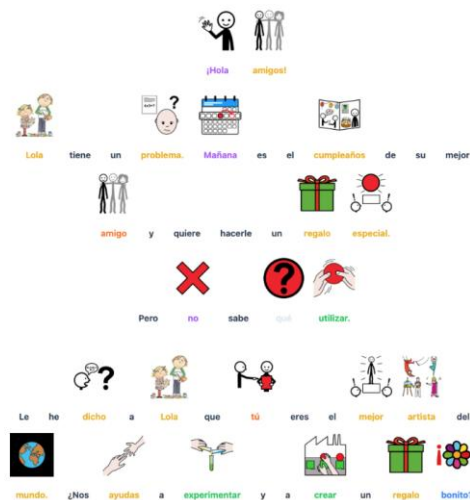 ¡Hola amigos!
Lola tiene un problema. Mañana es el cumpleaños de su mejor
amigo y quiere hacerle un regalo especial.
Pero no sabe qué utilizar.
Le he dicho a Lola que tú eres el mejor artista del
mundo. ¿Nos ayudas a experimentar y a crear un regalo bonito?